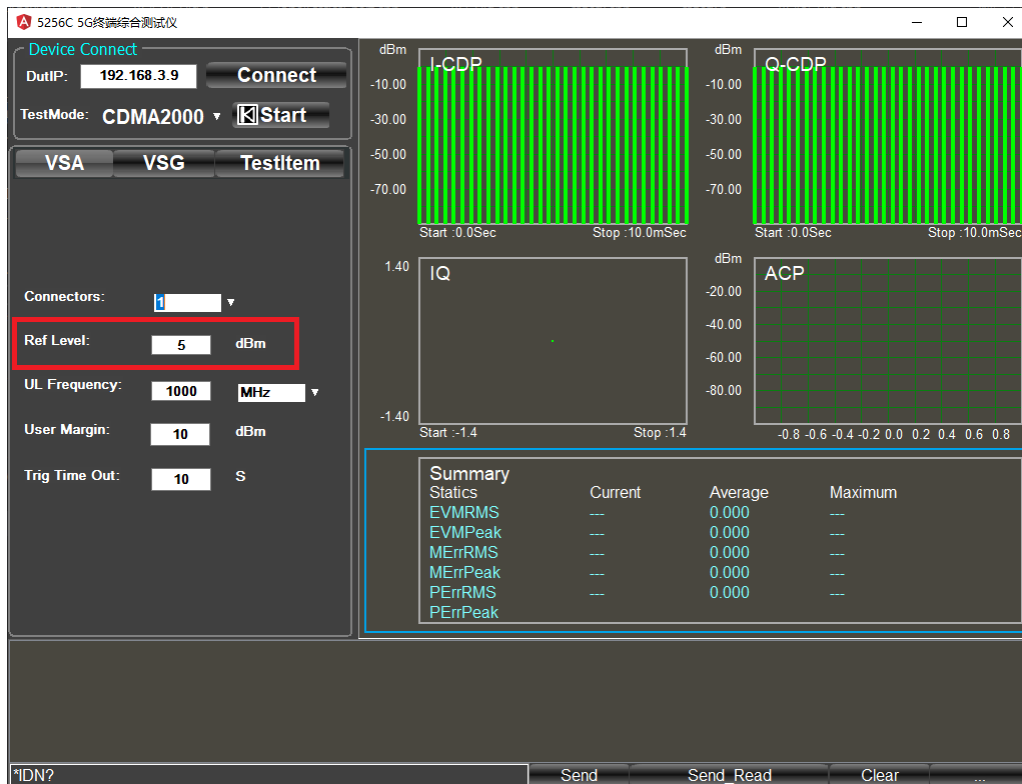 5256C 5G终端综合测试仪
Device Connect
DutIP: 192.168.3.9 Connect
TestMode: CDMA2000 Start
VSA VSG TestItem
Connectors: 1
Ref Level: 5 dBm
UL Frequency: 1000 MHz
User Margin: 10 dBm
Trig Time Out: 10 S
dBm
I-CDP
-10.00
-30.00
-50.00
-70.00
Start :0.0Sec Stop :10.0mSec
dBm
Q-CDP
-10.00
-30.00
-50.00
-70.00
Start :0.0Sec Stop :10.0mSec
1.40
IQ
-1.40
Start :-1.4 Stop :1.4
dBm
ACP
-20.00
-40.00
-60.00
-80.00
-0.8 -0.6 -0.4 -0.2 0.0 0.2 0.4 0.6 0.8
Summary
Statics Current Average Maximum
EVMRMS --- 0.000 ---
EVMPeak --- 0.000 ---
MErrRMS --- 0.000 ---
MErrPeak --- 0.000 ---
PErrRMS --- 0.000 ---
PErrPeak
*IDN? Send Send_Read Clear ...